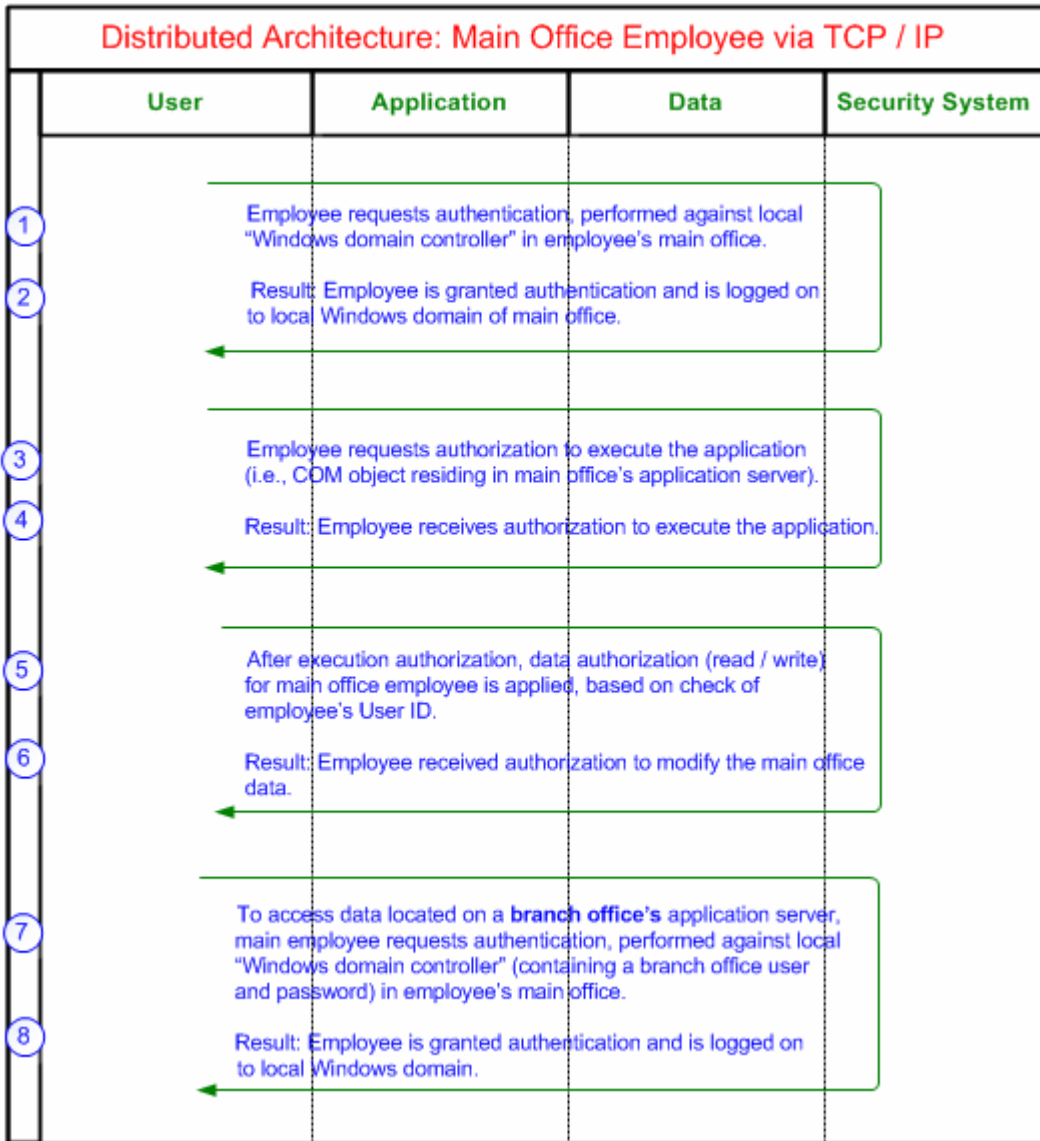 Distributed Architecture: Main Office Employee via TCP / IP
User
Application
Data
Security System
1
Employee requests authentication, performed against local
“Windows domain controller” in employee’s main office.
2
Result: Employee is granted authentication and is logged on
to local Windows domain of main office.
3
Employee requests authorization to execute the application
(i.e., COM object residing in main office’s application server).
4
Result: Employee receives authorization to execute the application.
5
After execution authorization, data authorization (read / write)
for main office employee is applied, based on check of
employee’s User ID.
6
Result: Employee received authorization to modify the main office
data.
7
To access data located on a branch office’s application server,
main employee requests authentication, performed against local
“Windows domain controller” (containing a branch office user
and password) in employee’s main office.
8
Result: Employee is granted authentication and is logged on
to local Windows domain.